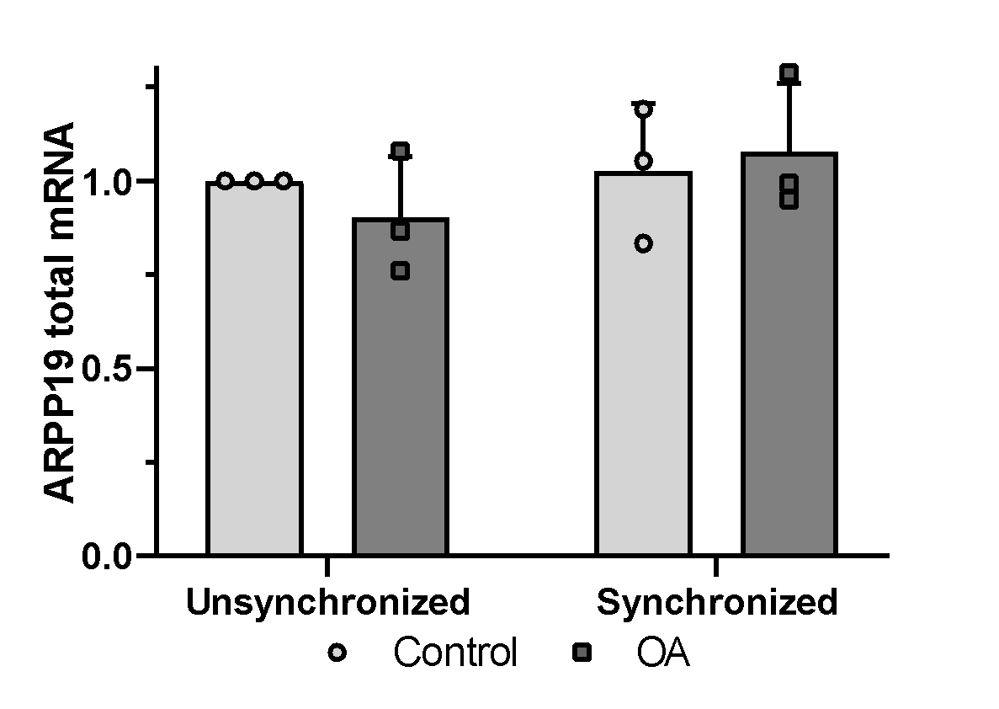 ARPP19 total mRNA
1.0
0.5
0.0
Unsynchronized Synchronized
Control OA